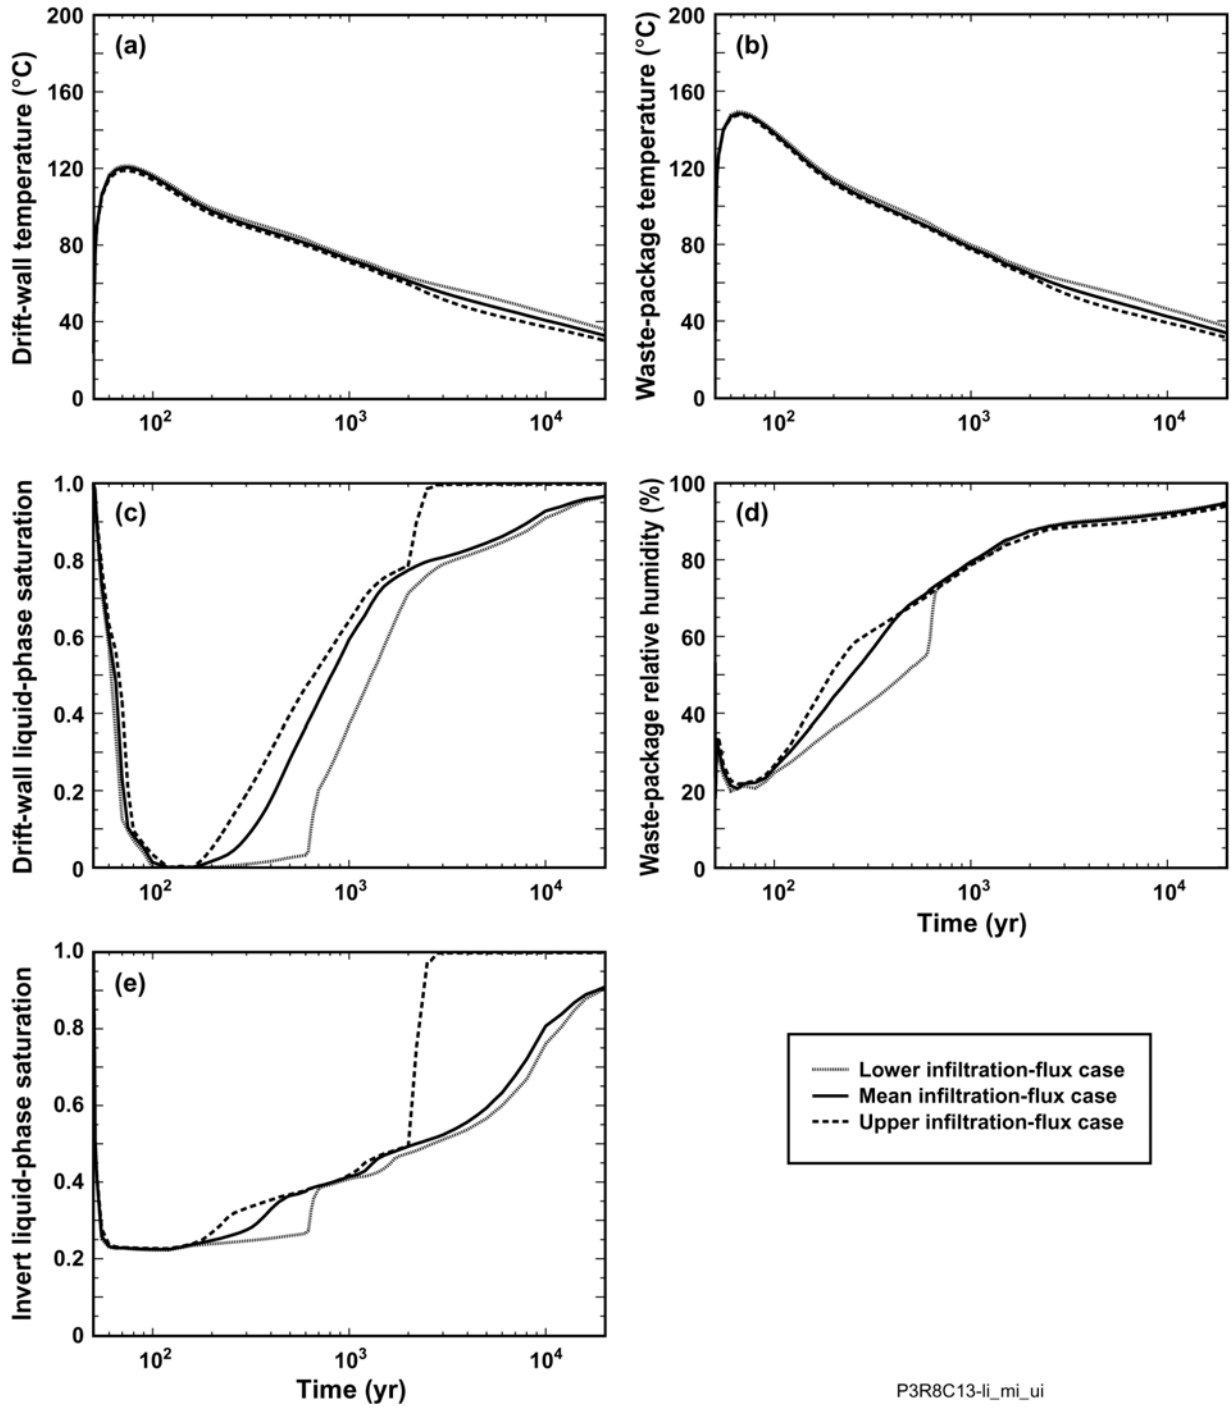 (a)
Drift-wall temperature (°C)
200
160
120
80
40
0
10²
10³
10⁴
(b)
Waste-package temperature (°C)
200
160
120
80
40
0
10²
10³
10⁴
(c)
Drift-wall liquid-phase saturation
1.0
0.8
0.6
0.4
0.2
0
10²
10³
10⁴
(d)
Waste-package relative humidity (%)
100
80
60
40
20
0
10²
10³
10⁴
Time (yr)
(e)
Invert liquid-phase saturation
1.0
0.8
0.6
0.4
0.2
0
10²
10³
10⁴
Time (yr)
Lower infiltration-flux case
Mean infiltration-flux case
Upper infiltration-flux case
P3R8C13-li_mi_ui